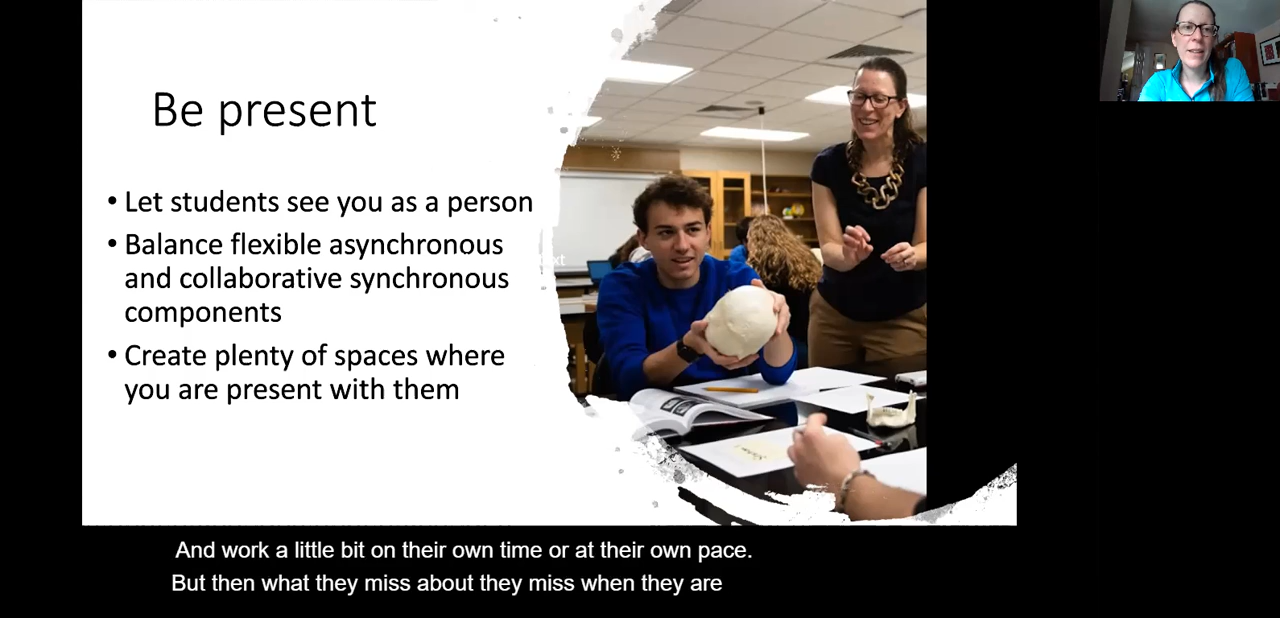 Be present
• Let students see you as a person
• Balance flexible asynchronous
and collaborative synchronous
components
• Create plenty of spaces where
you are present with them
And work a little bit on their own time or at their own pace.
But then what they miss about they miss when they are